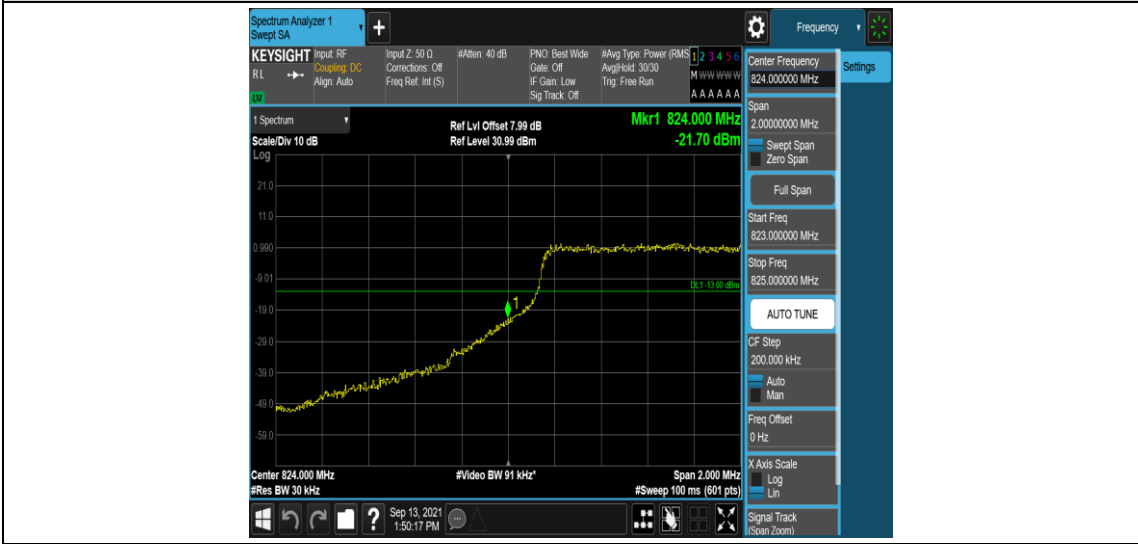 Spectrum Analyzer 1
Swept SA
+
Frequency
KEYSIGHT
Input: RF
Input Z: 50 Ω
#Atten: 40 dB
PNO: Best Wide
#Avg Type: Power (RMS
1 2 3 4 5 6
RL
Coupling: DC
Corrections: Off
Gate: Off
Avg|Hold: 30/30
M W W W W W
Align: Auto
Freq Ref: Int (S)
IF Gain: Low
Trig: Free Run
Sig Track: Off
A A A A A A
LM
1 Spectrum
Ref Lvl Offset 7.99 dB
Mkr1 824.000 MHz
Scale/Div 10 dB
Ref Level 30.99 dBm
-21.70 dBm
Log
21.0
11.0
0.990
-9.01
DL1 -13.00 dBm
1
-19.0
-29.0
-39.0
-49.0
-59.0
Center 824.000 MHz
#Video BW 91 kHz*
Span 2.000 MHz
#Res BW 30 kHz
#Sweep 100 ms (601 pts)
?
Sep 13, 2021
1:50:17 PM
Center Frequency
824.000000 MHz
Settings
Span
2.00000000 MHz
Swept Span
Zero Span
Full Span
Start Freq
823.000000 MHz
Stop Freq
825.000000 MHz
AUTO TUNE
CF Step
200.000 kHz
Auto
Man
Freq Offset
0 Hz
X Axis Scale
Log
Lin
Signal Track
(Span Zoom)